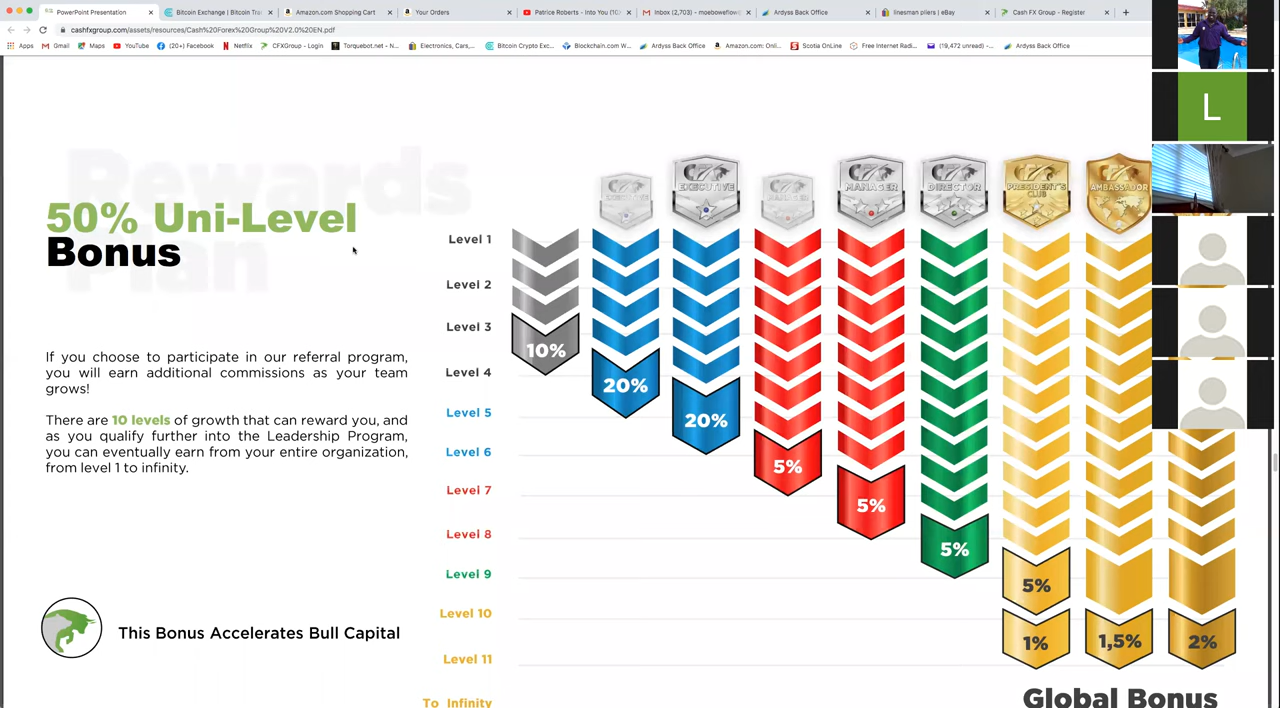 PowerPoint Presentation
Bitcoin Exchange | Bitcoin Tra
Amazon.com Shopping Cart
Your Orders
Patrice Roberts - Into You (10
Inbox (2,703) - moeboweflow@
Ardyss Back Office
linesman pliers | eBay
Cash FX Group - Register
cashfxgroup.com/assets/resources/Cash%20Forex%20Group%20V2.0%20EN.pdf
Apps
Gmail
Maps
YouTube
(20+) Facebook
Netflix
CFXGroup - Login
Torquebot.net - N...
Electronics, Cars,...
Bitcoin Crypto Exc...
Blockchain.com W...
Ardyss Back Office
Amazon.com: Onli...
Scotia OnLine
Free Internet Radi...
(19,472 unread) -...
Ardyss Back Office
L
Rewards
Plan
50% Uni-Level
Bonus
If you choose to participate in our referral program,
you will earn additional commissions as your team
grows!
There are 10 levels of growth that can reward you, and
as you qualify further into the Leadership Program,
you can eventually earn from your entire organization,
from level 1 to infinity.
This Bonus Accelerates Bull Capital
EXECUTIVE
MANAGER
MANAGER
DIRECTOR
PRESIDENT'S
CLUB
AMBASSADOR
Level 1
Level 2
Level 3
10%
Level 4
20%
Level 5
20%
Level 6
5%
Level 7
5%
Level 8
5%
Level 9
5%
Level 10
1%
1,5%
2%
Level 11
To Infinity
Global Bonus